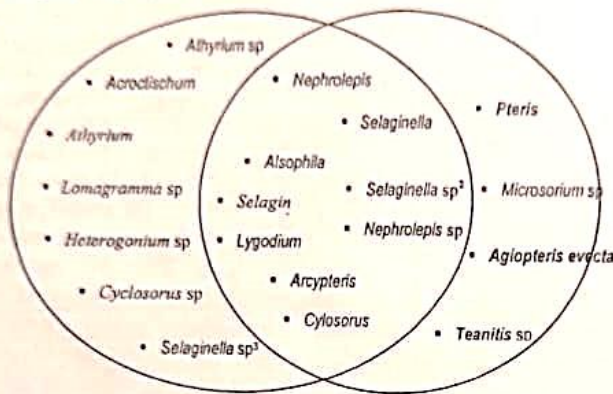 Athyrium sp
Acroctischum
Athyrium
Lomagramma sp
Heterogonium sp
Cyclosorus sp
Selaginella sp³
Nephrolepis
Selaginella
Alsophila
Selagin
Selaginella sp²
Lygodium
Nephrolepis sp
Arcypteris
Cylosorus
Pteris
Microsorium sp
Agiopteris evecta
Teanitis sp